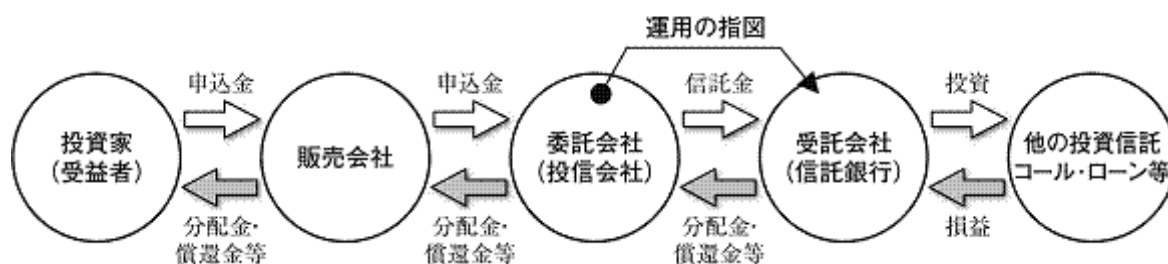 運用の指図
申込金
申込金
信託金
投資
投資家
(受益者)
販売会社
委託会社
(投信会社)
受託会社
(信託銀行)
他の投資信託
コール・ローン等
分配金・
償還金等
分配金・
償還金等
分配金・
償還金等
損益